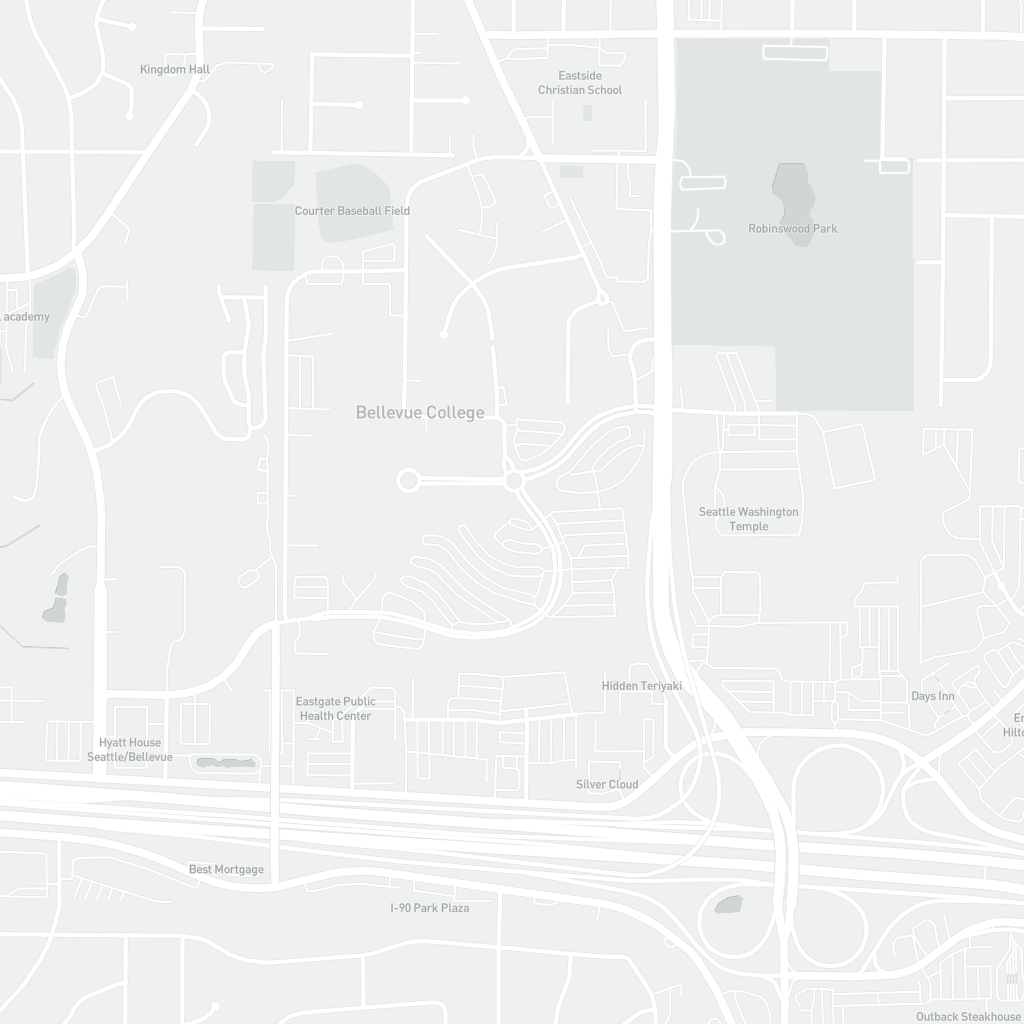 Kingdom Hall
Eastside
Christian School
Courter Baseball Field
Robinswood Park
academy
Bellevue College
Seattle Washington
Temple
Hidden Teriyaki
Days Inn
Eastgate Public
Health Center
Hyatt House
Seattle/Bellevue
Silver Cloud
Best Mortgage
I-90 Park Plaza
Outback Steakhouse